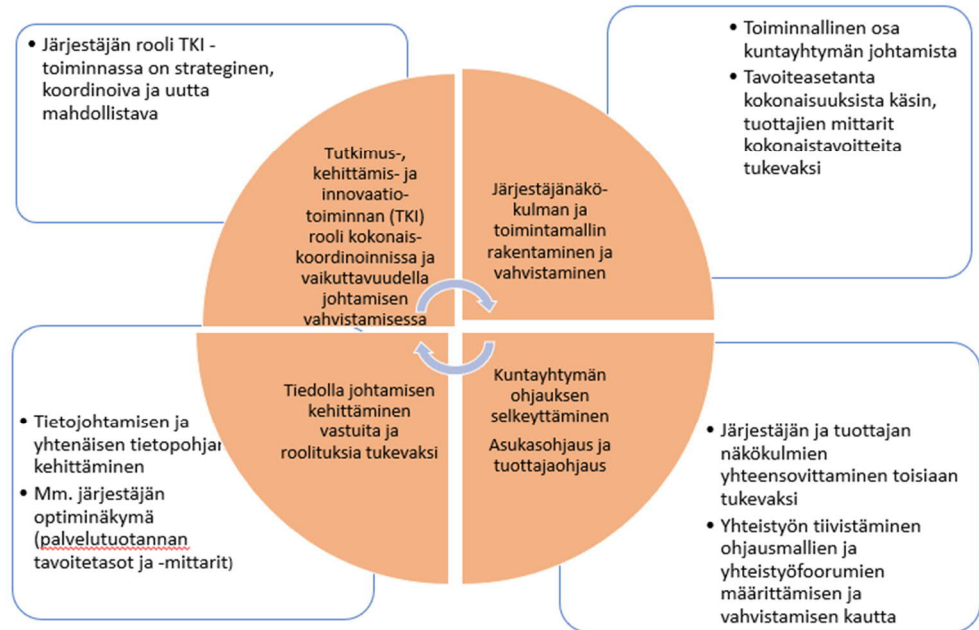 • Järjestäjän rooli TKI -
toiminnassa on strateginen,
koordinoiva ja uutta
mahdollistava
• Toiminnallinen osa
kuntayhtymän johtamista
• Tavoiteasetanta
kokonaisuuksista käsin,
tuottajien mittarit
kokonaistavoitteita
tukevaksi
Tutkimus-,
kehittämis- ja
innovaatio-
toiminnan (TKI)
rooli kokonais-
koordinoinnissa ja
vaikuttavuudella
johtamisen
vahvistamisessa
Järjestäjänäkö-
kulman ja
toimintamallin
rakentaminen ja
vahvistaminen
Tiedolla johtamisen
kehittäminen
vastuita ja
roolituksia tukevaksi
Kuntayhtymän
ohjauksen
selkeyttäminen
Asukasohjaus ja
tuottajaohjaus
• Tietojohtamisen ja
yhtenäisen tietopohjan
kehittäminen
• Mm. järjestäjän
optiminäkymä
(palvelutuotannan
tavoitetasot ja -mittarit)
• Järjestäjän ja tuottajan
näkökulmien
yhteensovittaminen toisiaan
tukevaksi
• Yhteistyön tiivistäminen
ohjausmallien ja
yhteistyöfoorumien
määrittämisen ja
vahvistamisen kautta